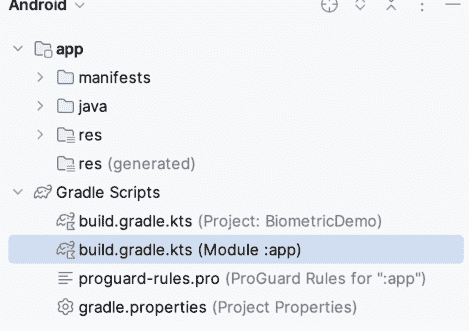 Android
app
manifests
java
res
res (generated)
Gradle Scripts
build.gradle.kts (Project: BiometricDemo)
build.gradle.kts (Module :app)
proguard-rules.pro (ProGuard Rules for ":app")
gradle.properties (Project Properties)